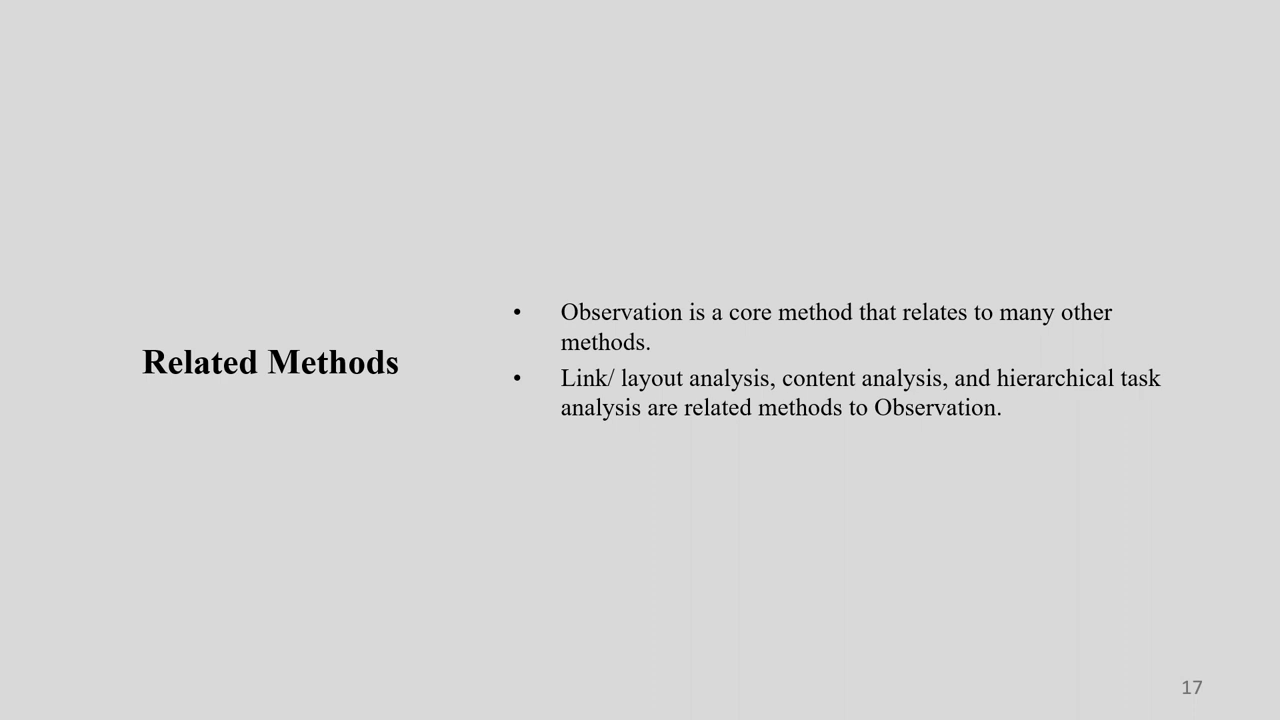 Related Methods
• Observation is a core method that relates to many other
methods.
• Link/ layout analysis, content analysis, and hierarchical task
analysis are related methods to Observation.
17